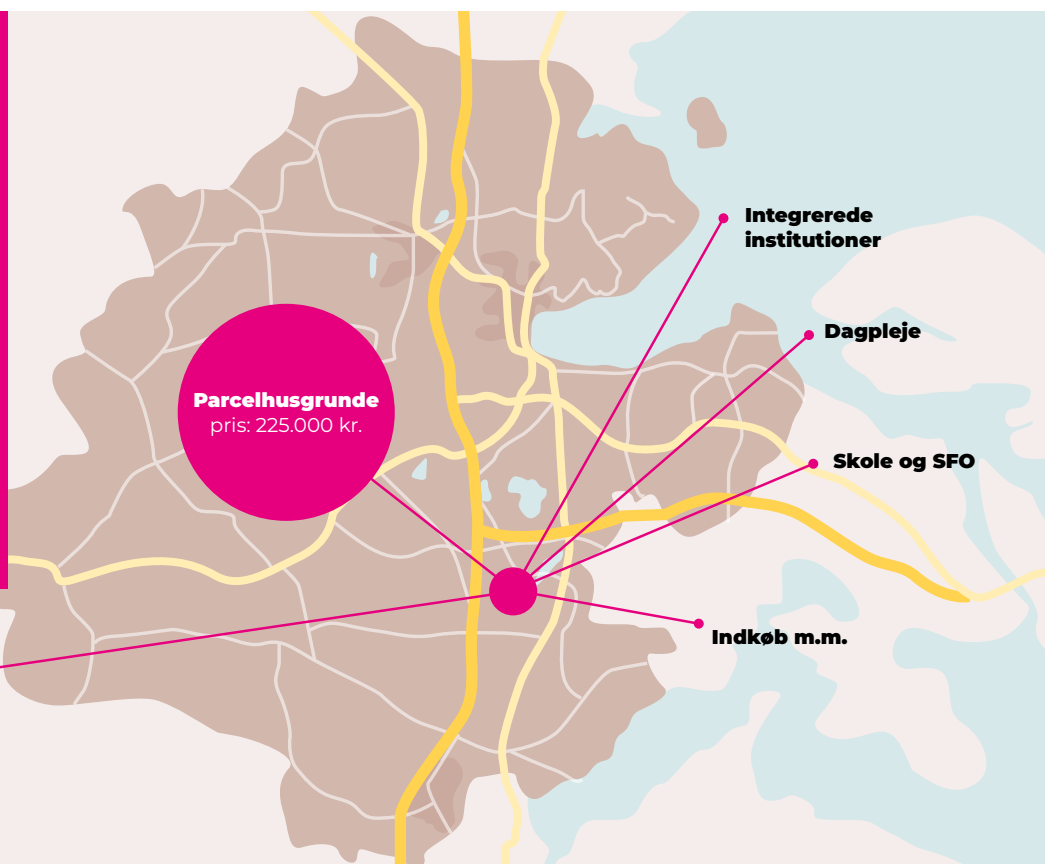 Integrerede
institutioner
Dagpleje
Parcelhusgrunde
pris: 225.000 kr.
Skole og SFO
Indkøb m.m.